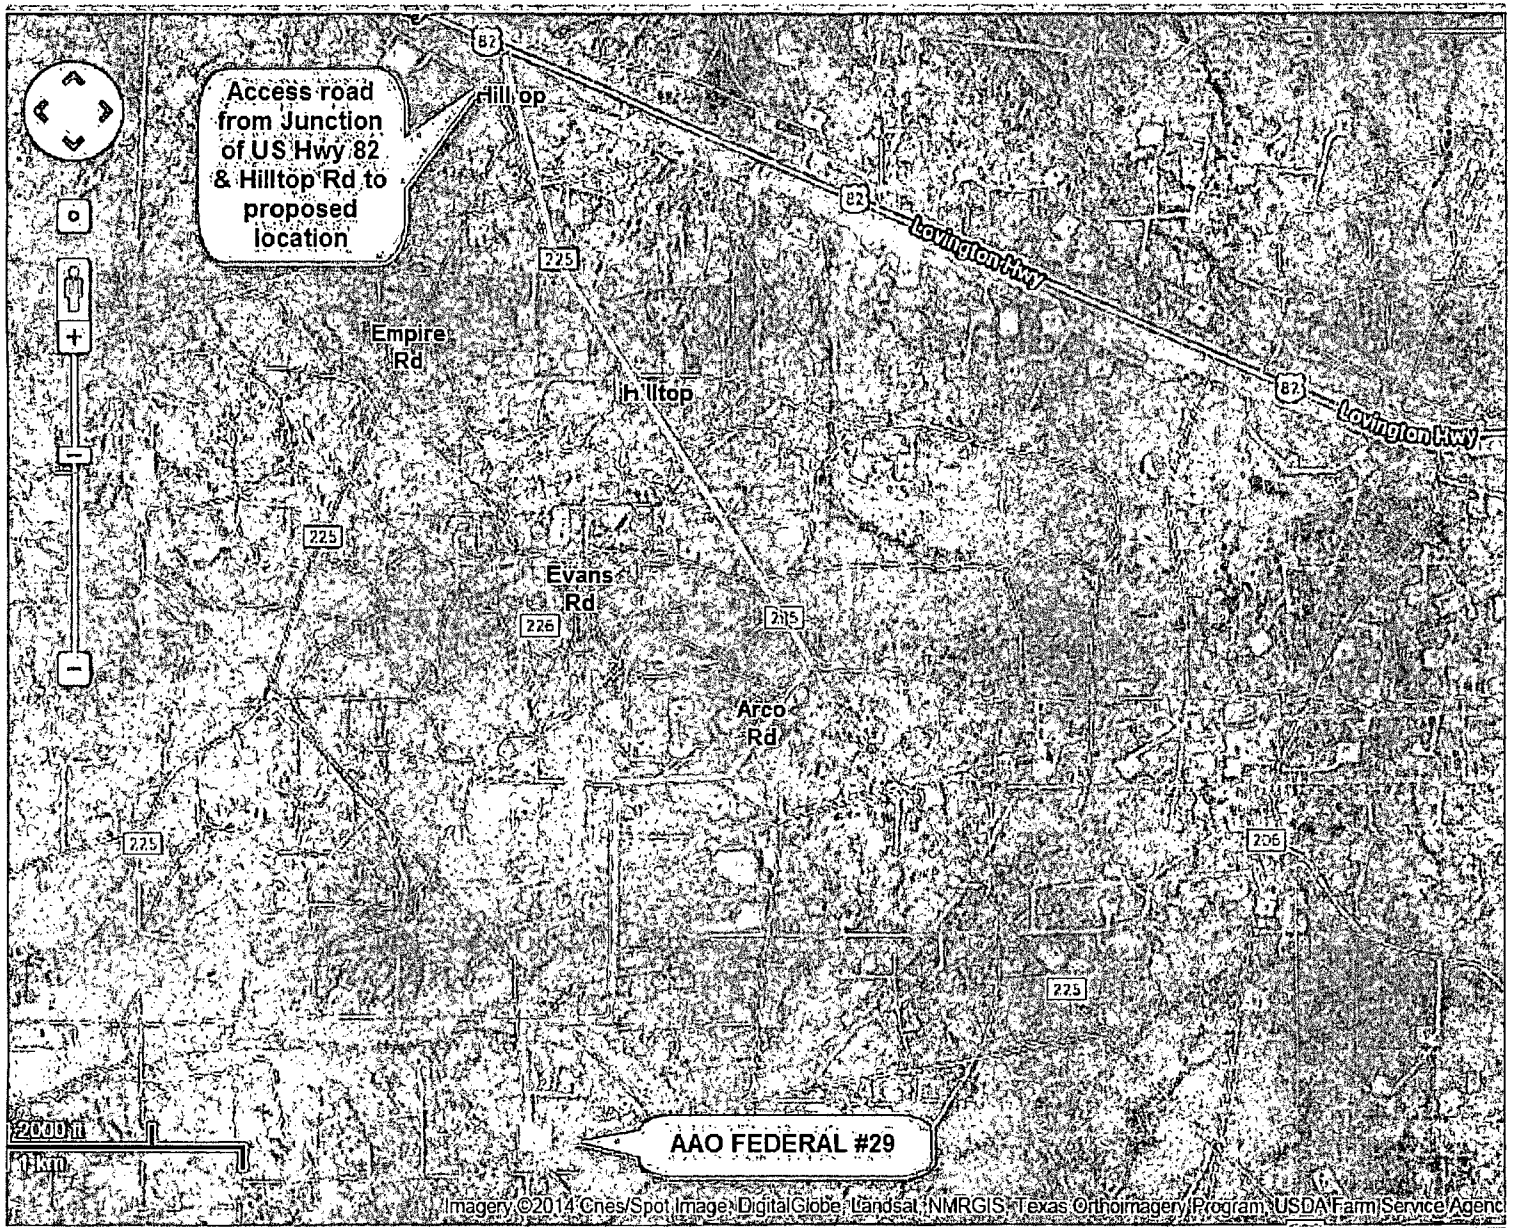 82
Access road
from Junction
of US Hwy 82
& Hilltop Rd to
proposed
location
Hill op
82
Lovington Hwy
225
Empire
Rd
Hilltop
82
Lovington Hwy
225
Evans
Rd
226
Arco
Rd
225
206
225
2000 ft
1 km
AAO FEDERAL #29
Imagery ©2014 Cnes/Spot Image, DigitalGlobe, Landsat, NMRGIS, Texas Orthoimagery Program, USDA Farm Service Agenc